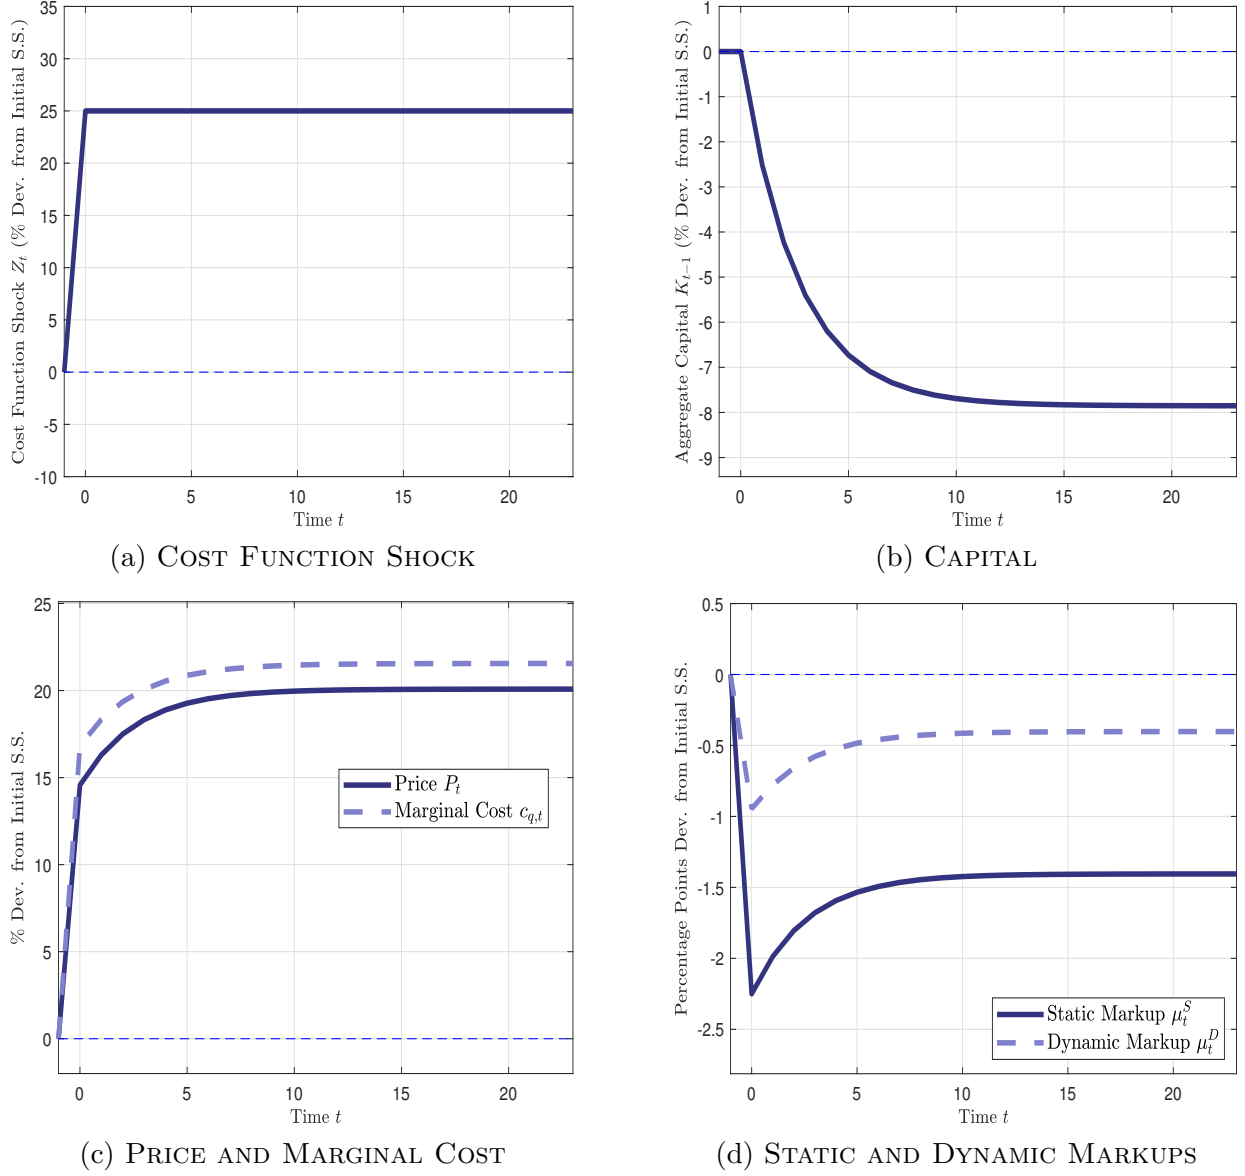 Cost Function Shock Z_t (% Dev. from Initial S.S.)
35
30
25
20
15
10
5
0
-5
-10
0 5 10 15 20
Time t
(a) Cost Function Shock
Aggregate Capital K_{t−1} (% Dev. from Initial S.S.)
1
0
-1
-2
-3
-4
-5
-6
-7
-8
-9
0 5 10 15 20
Time t
(b) Capital
% Dev. from Initial S.S.
25
20
15
10
5
0
Price P_t
Marginal Cost c_{q,t}
0 5 10 15 20
Time t
(c) Price and Marginal Cost
Percentage Points Dev. from Initial S.S.
0.5
0
-0.5
-1
-1.5
-2
-2.5
Static Markup μ_t^S
Dynamic Markup μ_t^D
0 5 10 15 20
Time t
(d) Static and Dynamic Markups